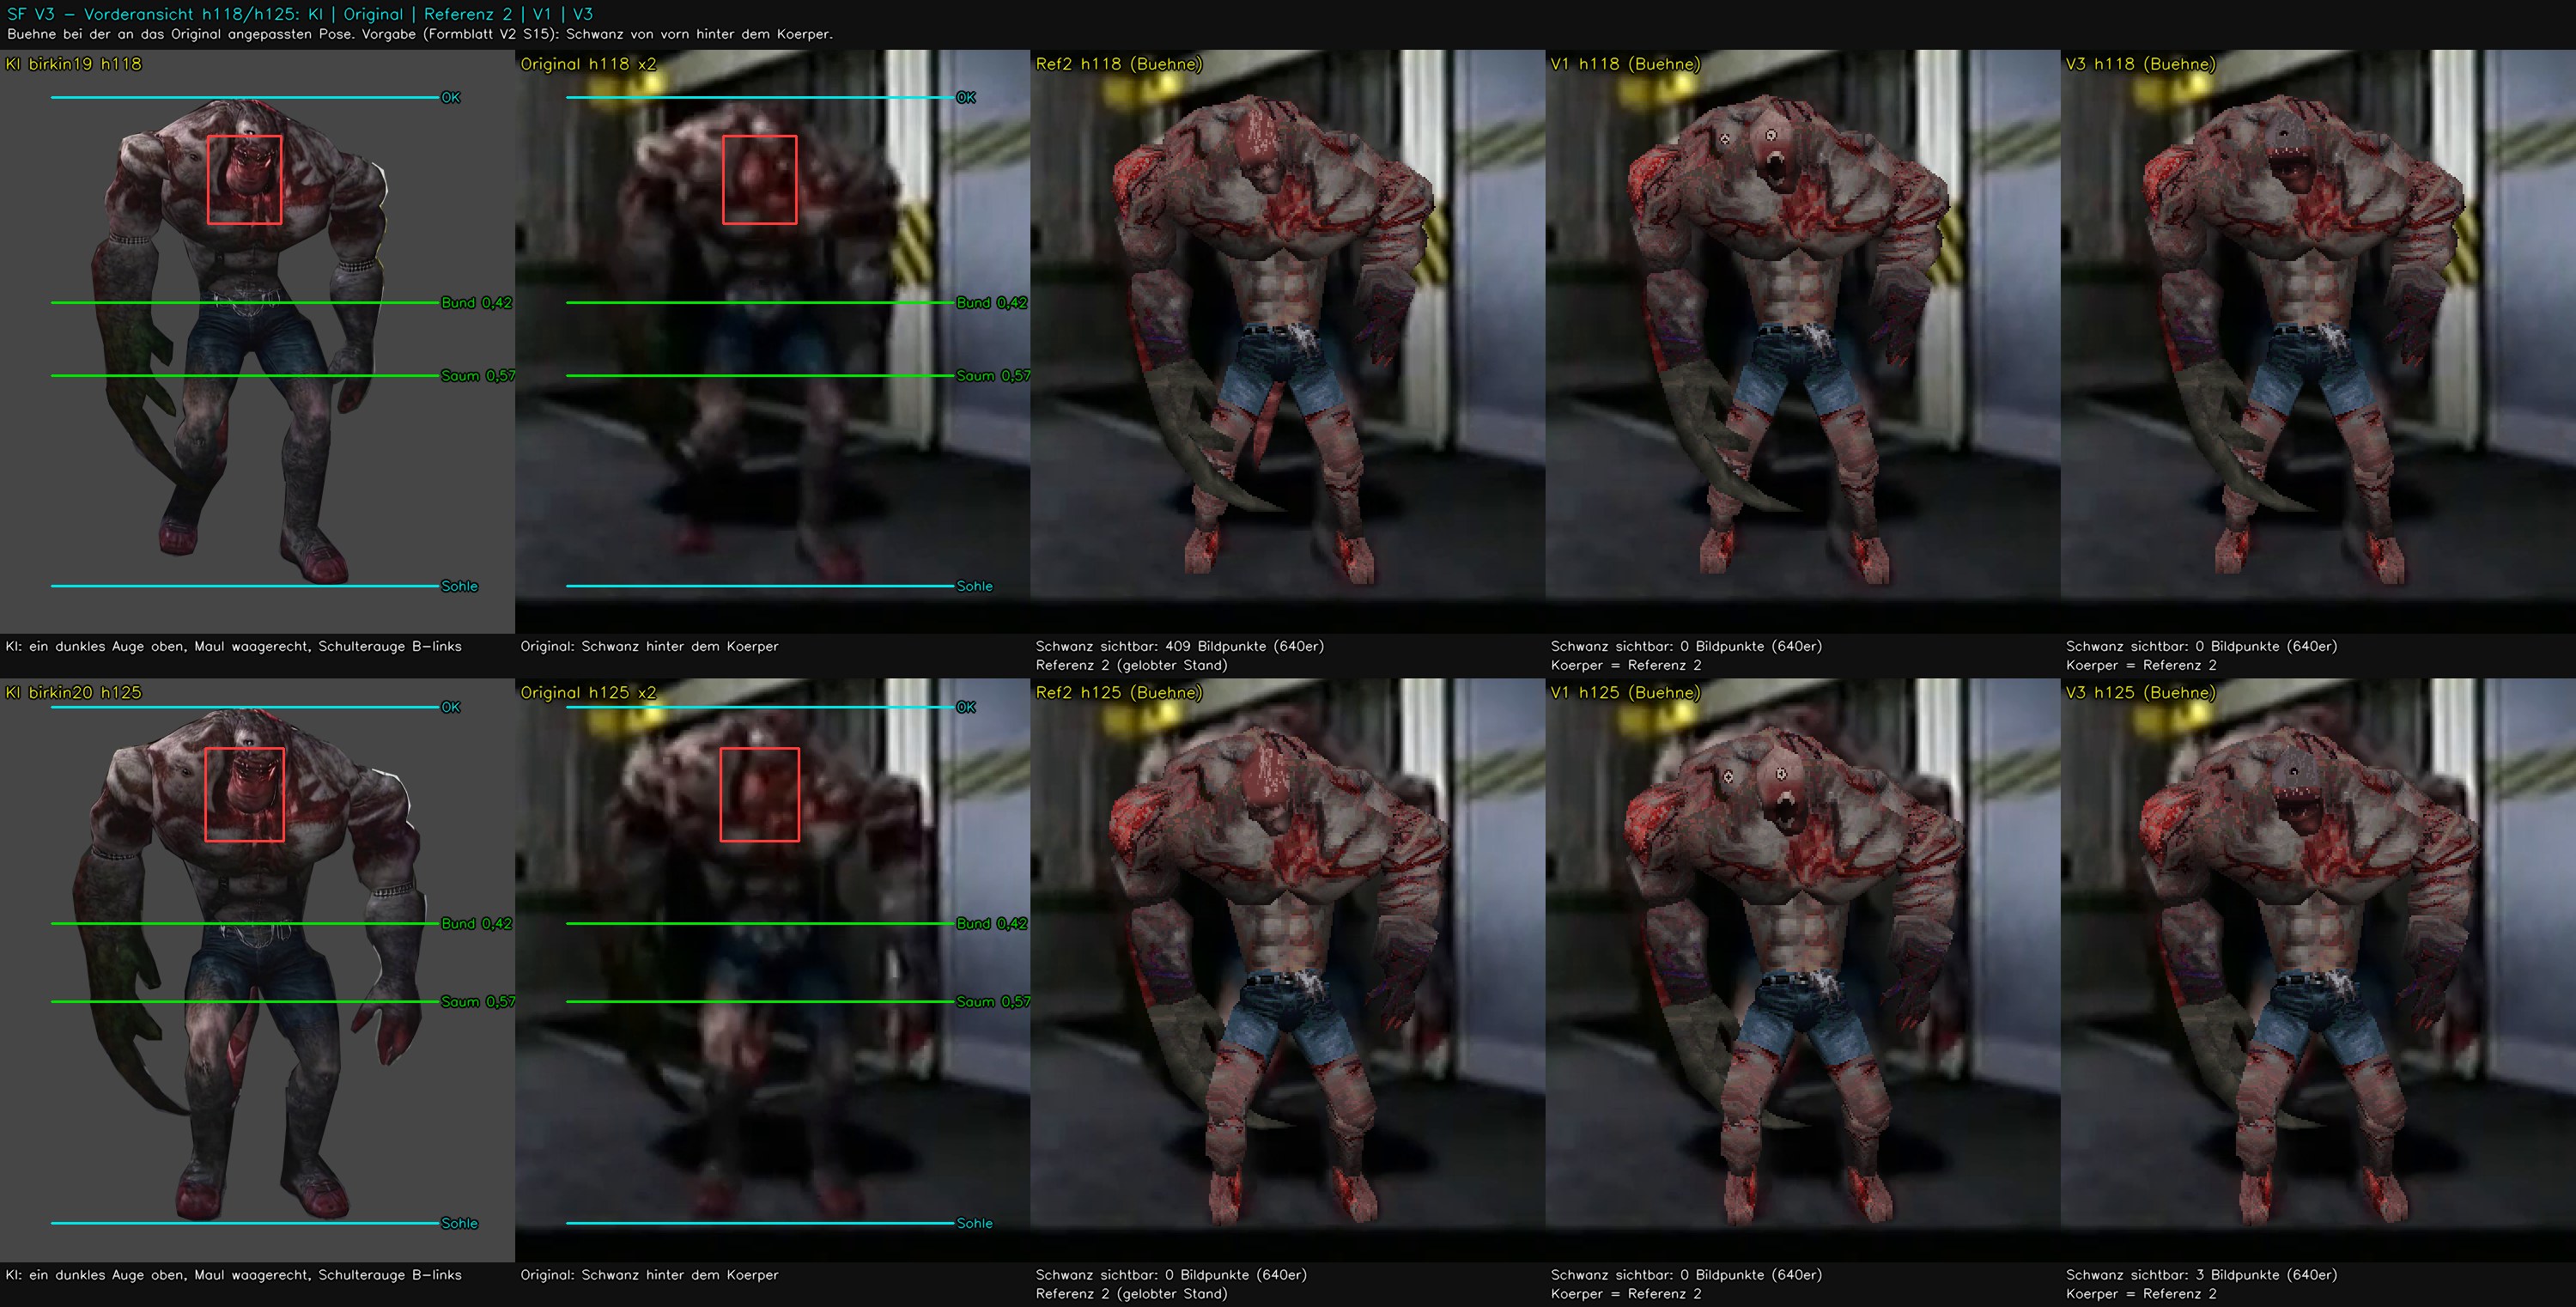 SF V3 - Vorderansicht h118/h125: KI | Original | Referenz 2 | V1 | V3
Buehne bei der an das Original angepassten Pose. Vorgabe (Formblatt V2 S15): Schwanz von vorn hinter dem Koerper.
KI birkin19 h118
Original h118 x2
Ref2 h118 (Buehne)
V1 h118 (Buehne)
V3 h118 (Buehne)
OK
OK
Bund 0,42
Bund 0,42
Saum 0,57
Saum 0,57
Sohle
Sohle
KI: ein dunkles Auge oben, Maul waagerecht, Schulterauge B-links
Original: Schwanz hinter dem Koerper
Schwanz sichtbar: 409 Bildpunkte (640er)
Referenz 2 (gelobter Stand)
Schwanz sichtbar: 0 Bildpunkte (640er)
Koerper = Referenz 2
Schwanz sichtbar: 0 Bildpunkte (640er)
Koerper = Referenz 2
KI birkin20 h125
Original h125 x2
Ref2 h125 (Buehne)
V1 h125 (Buehne)
V3 h125 (Buehne)
OK
OK
Bund 0,42
Bund 0,42
Saum 0,57
Saum 0,57
Sohle
Sohle
KI: ein dunkles Auge oben, Maul waagerecht, Schulterauge B-links
Original: Schwanz hinter dem Koerper
Schwanz sichtbar: 0 Bildpunkte (640er)
Referenz 2 (gelobter Stand)
Schwanz sichtbar: 0 Bildpunkte (640er)
Koerper = Referenz 2
Schwanz sichtbar: 3 Bildpunkte (640er)
Koerper = Referenz 2